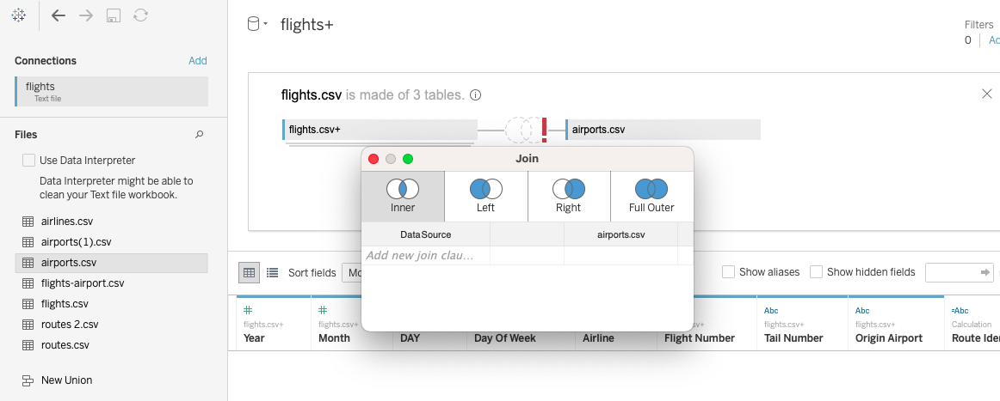 flights+
Filters
0
Connections
Add
flights
Text file
Files
Use Data Interpreter
Data Interpreter might be able to
clean your Text file workbook.
airlines.csv
airports(1).csv
airports.csv
flights-airport.csv
flights.csv
routes 2.csv
routes.csv
New Union
flights.csv is made of 3 tables.
flights.csv+
airports.csv
Join
Inner
Left
Right
Full Outer
Data Source
airports.csv
Add new join clau...
Sort fields
Show aliases
Show hidden fields
#
#
Abc
Abc
=Abc
flights.csv+
flights.csv+
flights.csv+
flights.csv+
Calculation
Year
Month
DAY
Day Of Week
Airline
Flight Number
Tail Number
Origin Airport
Route